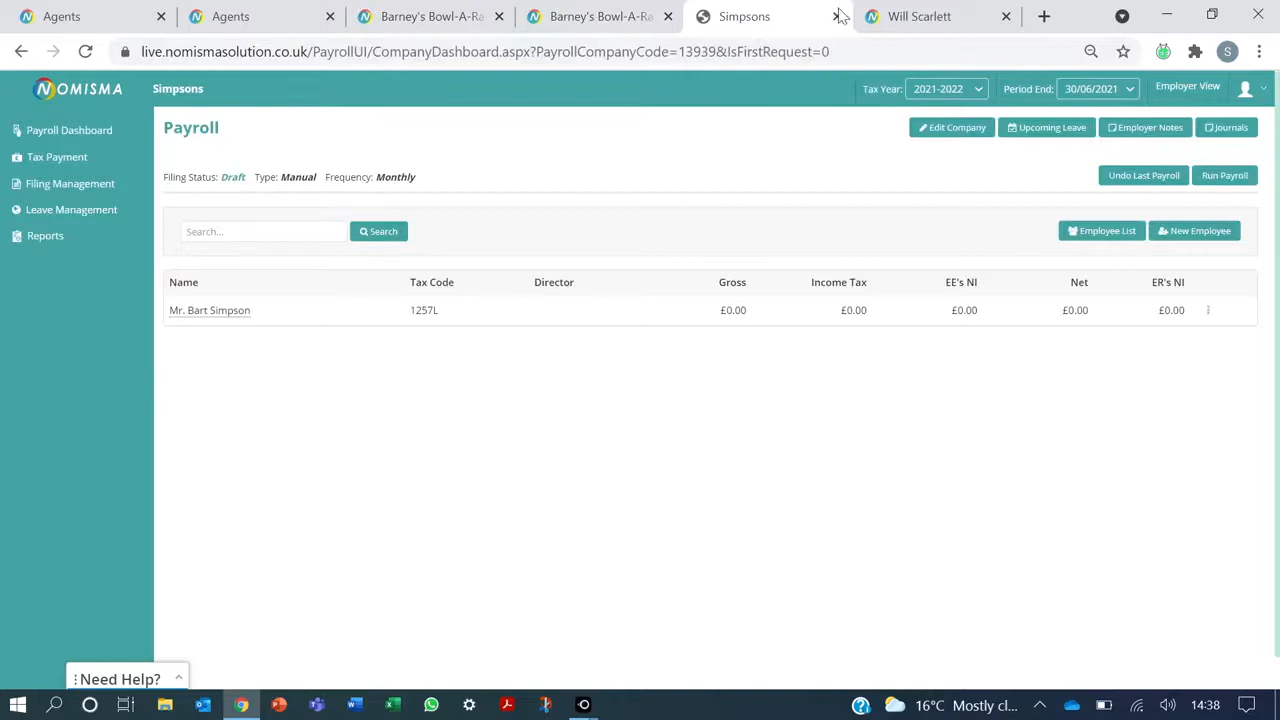 Agents
Agents
Barney's Bowl-A-Ra
Barney's Bowl-A-Ra
Simpsons
Will Scarlett
live.nomismasolution.co.uk/PayrollUI/CompanyDashboard.aspx?PayrollCompanyCode=13939&IsFirstRequest=0
S
NOMISMA
Simpsons
Tax Year:
2021-2022
Period End:
30/06/2021
Employer View
Payroll Dashboard
Tax Payment
Filing Management
Leave Management
Reports
Payroll
Edit Company
Upcoming Leave
Employer Notes
Journals
Filing Status: Draft Type: Manual Frequency: Monthly
Undo Last Payroll
Run Payroll
Search...
Search
Employee List
New Employee
Name Tax Code Director Gross Income Tax EE's NI Net ER's NI
Mr. Bart Simpson 1257L £0.00 £0.00 £0.00 £0.00 £0.00
Need Help?
16°C Mostly cl...
14:38